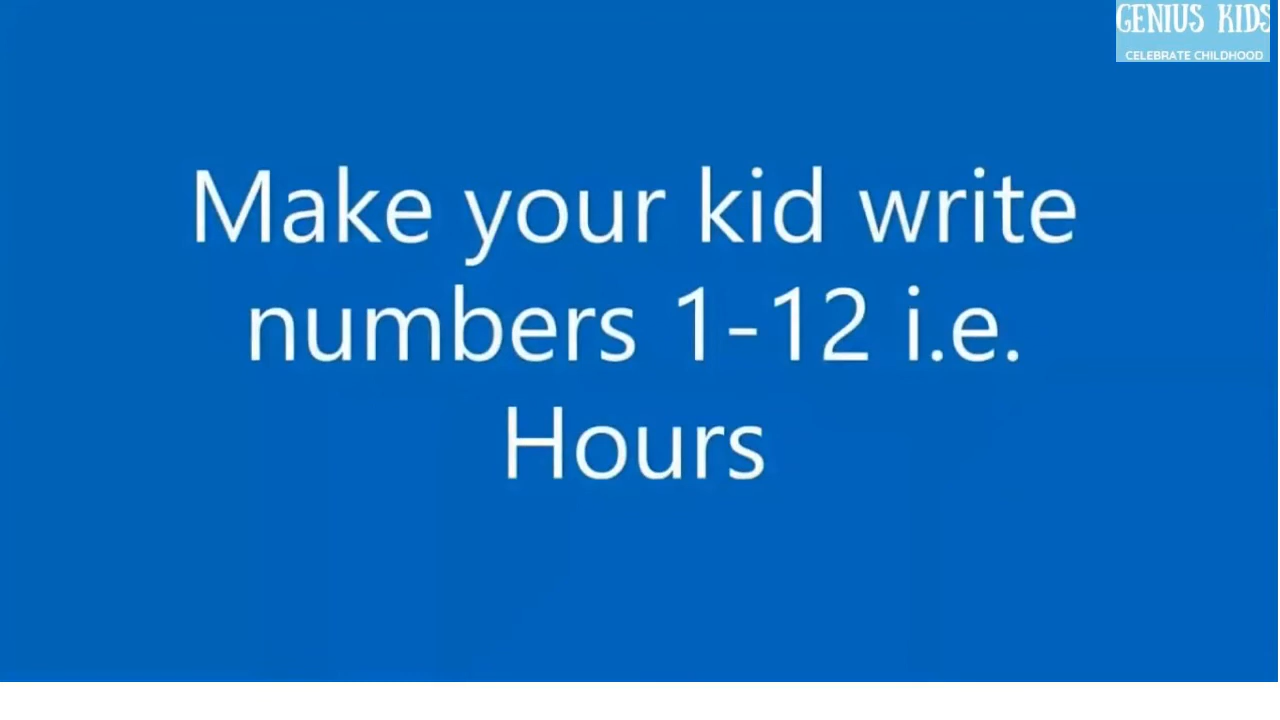 GENIUS KIDS
CELEBRATE CHILDHOOD
Make your kid write
numbers 1-12 i.e.
Hours